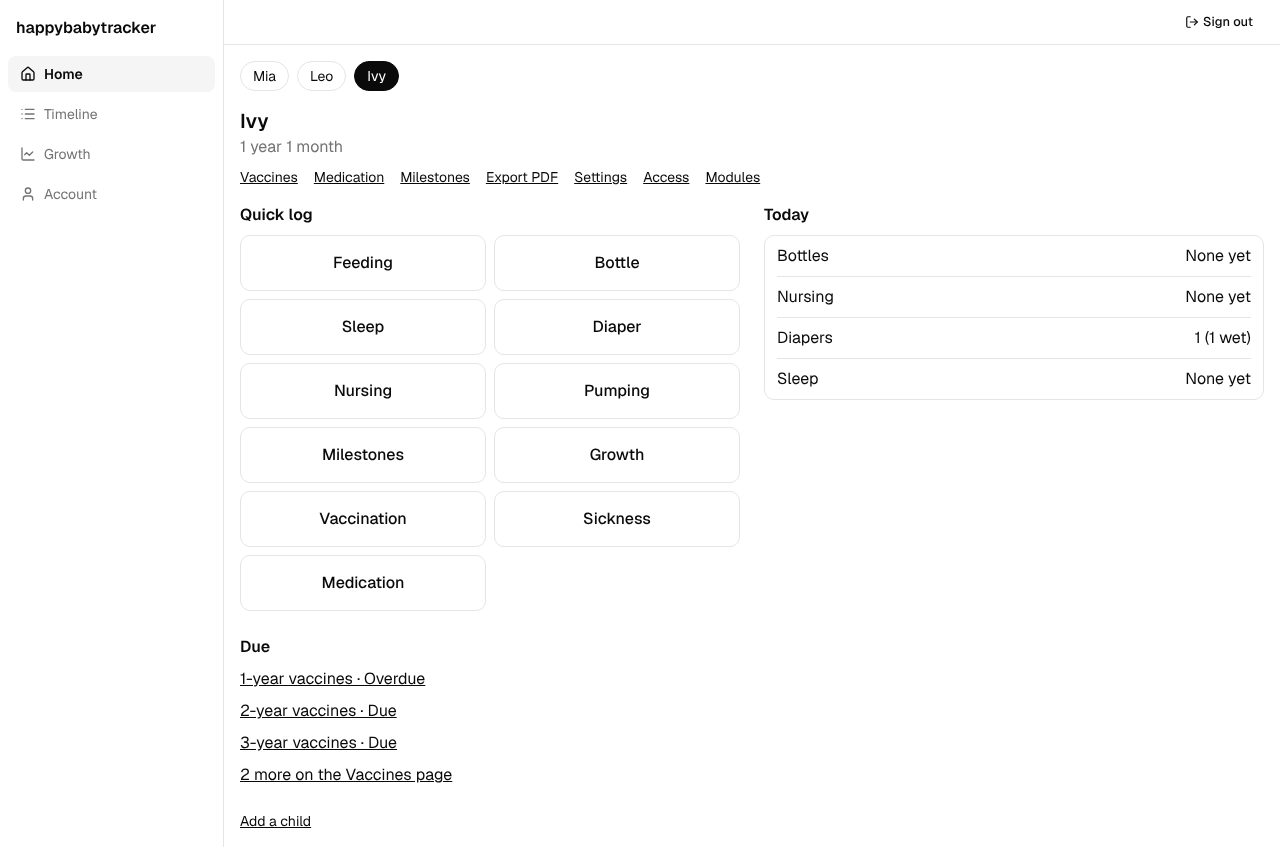 happybabytracker
Home
Timeline
Growth
Account
Sign out
Mia
Leo
Ivy
Ivy
1 year 1 month
Vaccines
Medication
Milestones
Export PDF
Settings
Access
Modules
Quick log
Feeding
Bottle
Sleep
Diaper
Nursing
Pumping
Milestones
Growth
Vaccination
Sickness
Medication
Today
Bottles None yet
Nursing None yet
Diapers 1 (1 wet)
Sleep None yet
Due
1-year vaccines · Overdue
2-year vaccines · Due
3-year vaccines · Due
2 more on the Vaccines page
Add a child